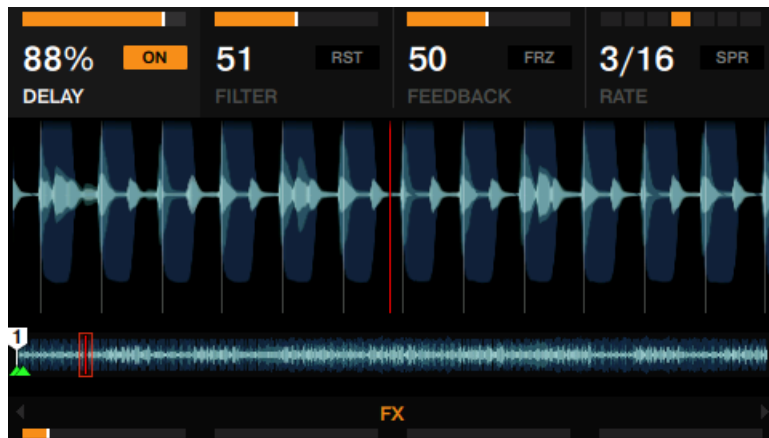 88% ON 51 RST 50 FRZ 3/16 SPR
DELAY FILTER FEEDBACK RATE
1
FX